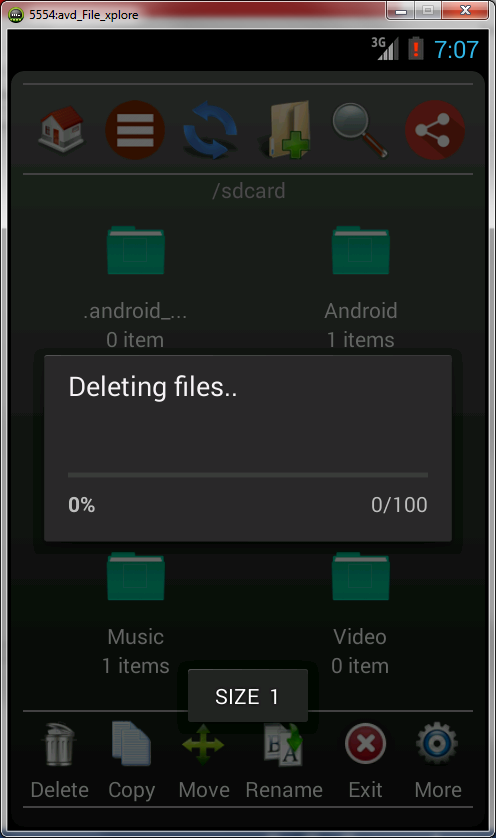 5554:avd_File_xplore
3G
7:07
/sdcard
.android_...
Android
0 item
1 items
Deleting files..
0%
0/100
Music
Video
1 items
0 item
SIZE 1
B A
Delete
Copy
Move
Rename
Exit
More